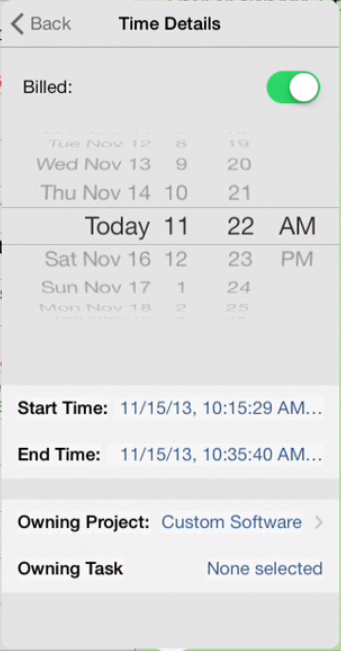 Back Time Details
Billed:
Tue Nov 12 8 19
Wed Nov 13 9 20
Thu Nov 14 10 21
Today 11 22 AM
Sat Nov 16 12 23 PM
Sun Nov 17 1 24
Mon Nov 18 2 25
Start Time: 11/15/13, 10:15:29 AM...
End Time: 11/15/13, 10:35:40 AM...
Owning Project: Custom Software
Owning Task None selected